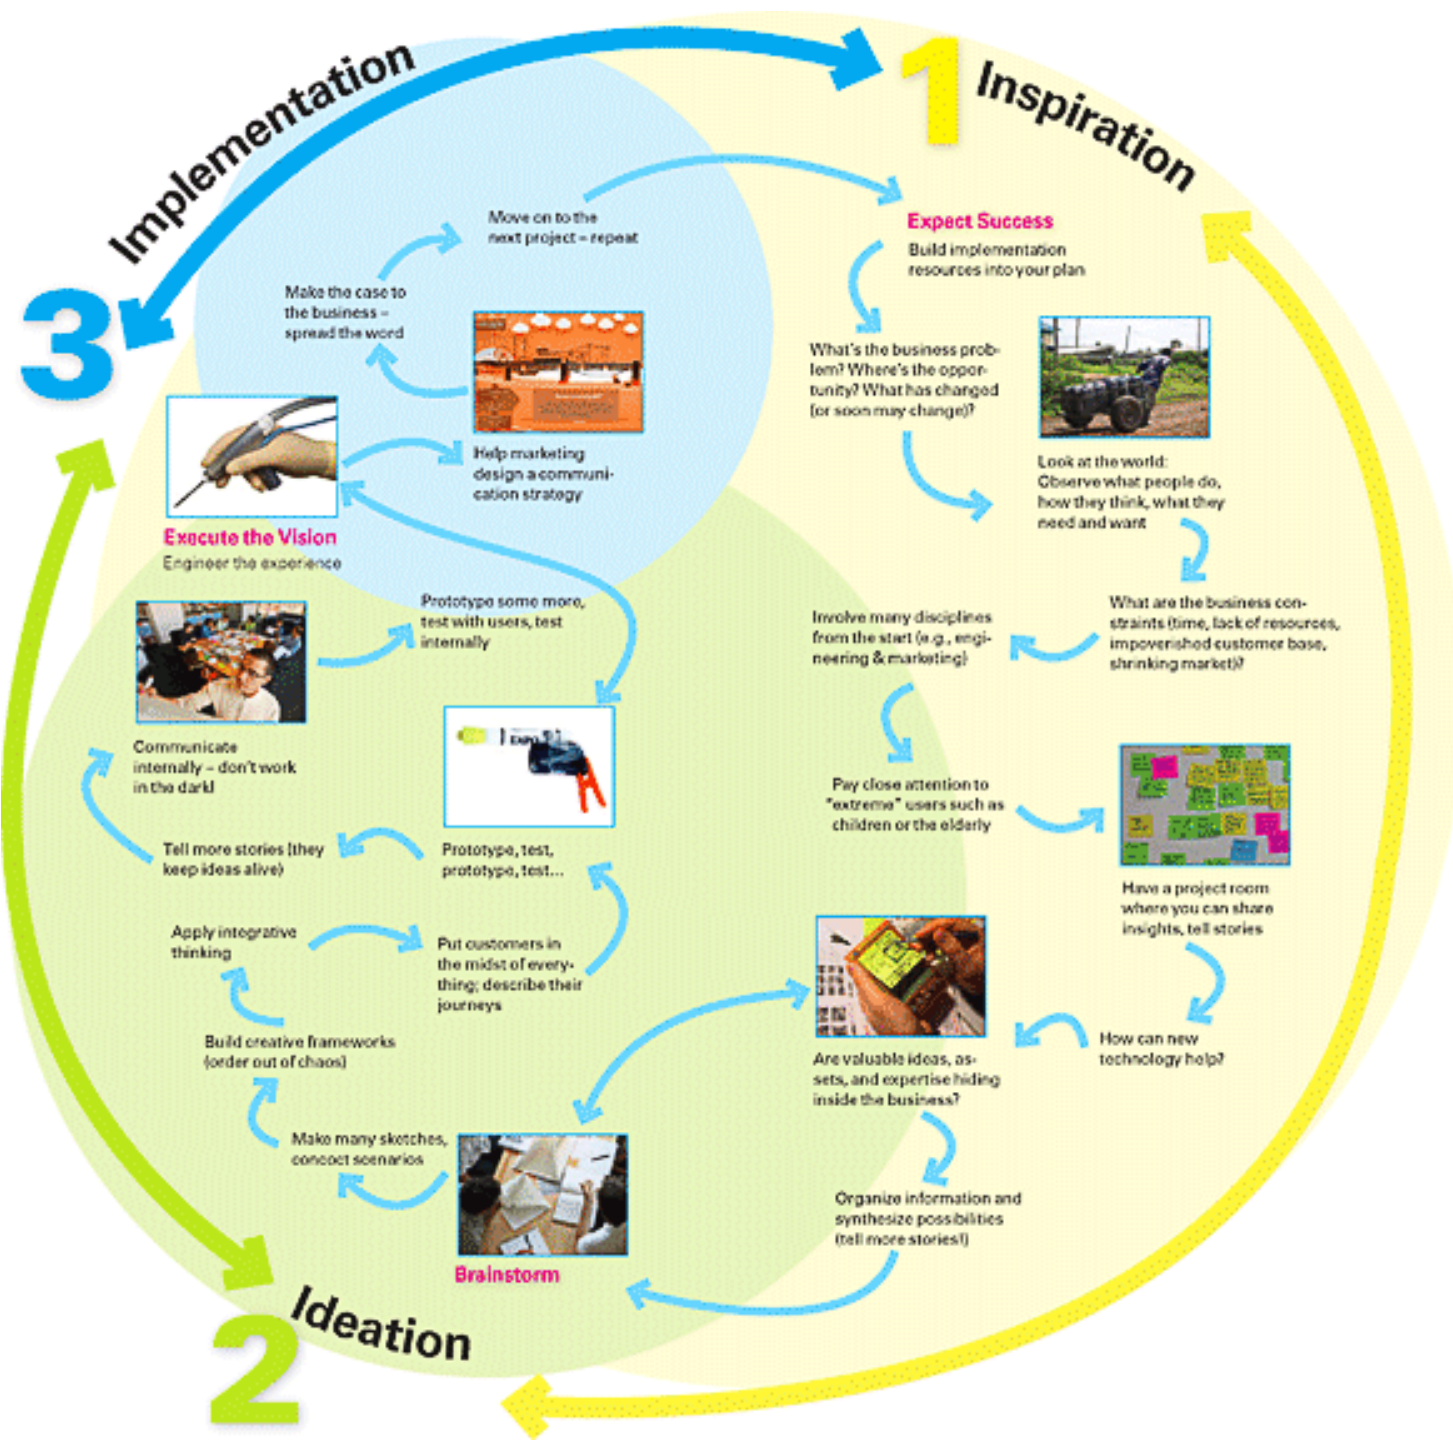 1
Inspiration
Expect Success
Build implementation
resources into your plan
What's the business prob-
lem? Where's the oppor-
tunity? What has changed
(or soon may change)?
Look at the world:
Observe what people do,
how they think, what they
need and want
What are the business con-
straints (time, lack of resources,
impoverished customer base,
shrinking market)?
Involve many disciplines
from the start (e.g., engi-
neering & marketing)
Pay close attention to
"extreme" users such as
children or the elderly
Have a project room
where you can share
insights, tell stories
How can new
technology help?
Are valuable ideas, as-
sets, and expertise hiding
inside the business?
Organize information and
synthesize possibilities
(tell more stories!)
2
Ideation
Brainstorm
Make many sketches,
concoct scenarios
Build creative frameworks
(order out of chaos)
Apply integrative
thinking
Put customers in
the midst of every-
thing; describe their
journeys
EXPO
Prototype, test,
prototype, test...
Tell more stories (they
keep ideas alive)
Communicate
internally – don't work
in the dark!
Prototype some more,
test with users, test
internally
3
Implementation
Execute the Vision
Engineer the experience
Help marketing
design a communi-
cation strategy
Make the case to
the business –
spread the word
Move on to the
next project – repeat